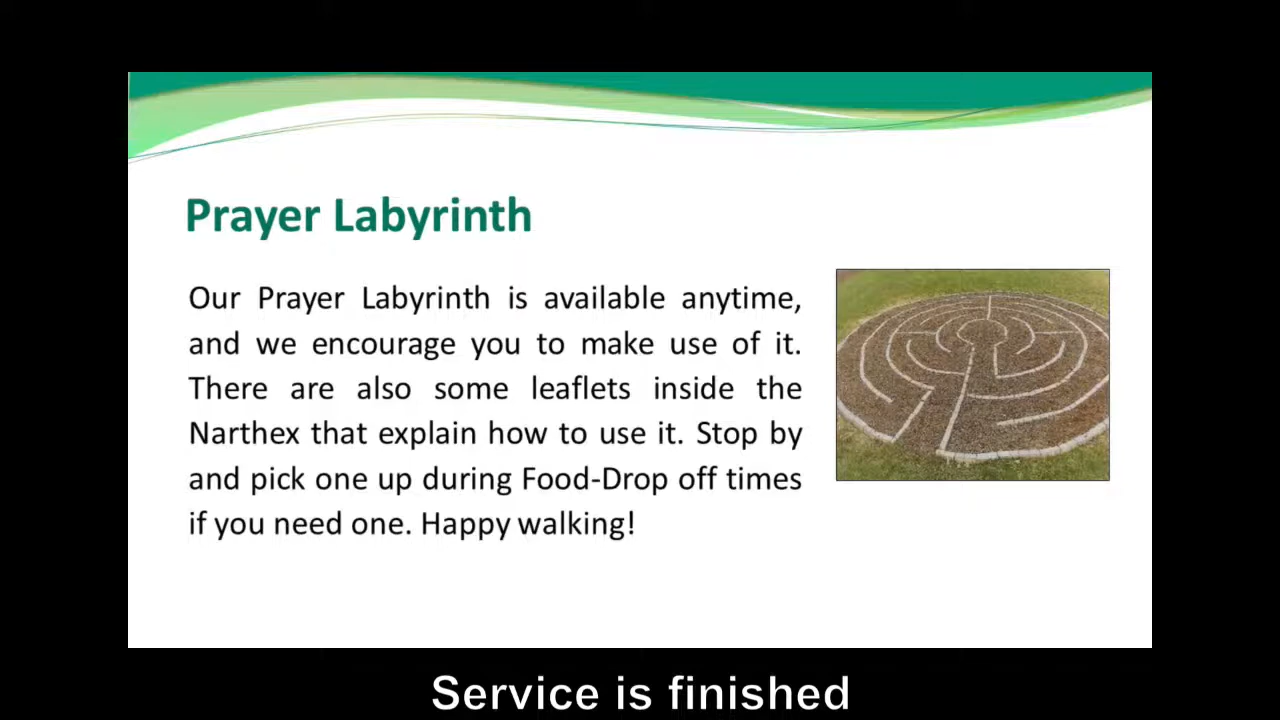 Prayer Labyrinth
Our Prayer Labyrinth is available anytime,
and we encourage you to make use of it.
There are also some leaflets inside the
Narthex that explain how to use it. Stop by
and pick one up during Food-Drop off times
if you need one. Happy walking!
Service is finished